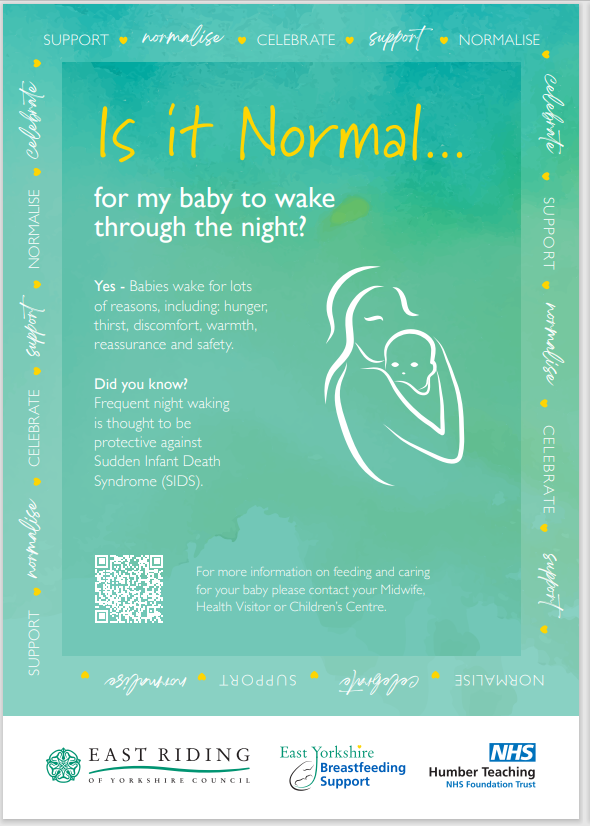 SUPPORT normalise CELEBRATE support NORMALISE
celebrate
SUPPORT
normalise
CELEBRATE
support
NORMALISE
celebrate
SUPPORT
normalise
SUPPORT
normalise
CELEBRATE
support
NORMALISE
celebrate
Is it Normal...
for my baby to wake
through the night?
Yes - Babies wake for lots
of reasons, including: hunger,
thirst, discomfort, warmth,
reassurance and safety.
Did you know?
Frequent night waking
is thought to be
protective against
Sudden Infant Death
Syndrome (SIDS).
For more information on feeding and caring
for your baby please contact your Midwife,
Health Visitor or Children's Centre.
EAST RIDING
OF YORKSHIRE COUNCIL
East Yorkshire
Breastfeeding
Support
NHS
Humber Teaching
NHS Foundation Trust